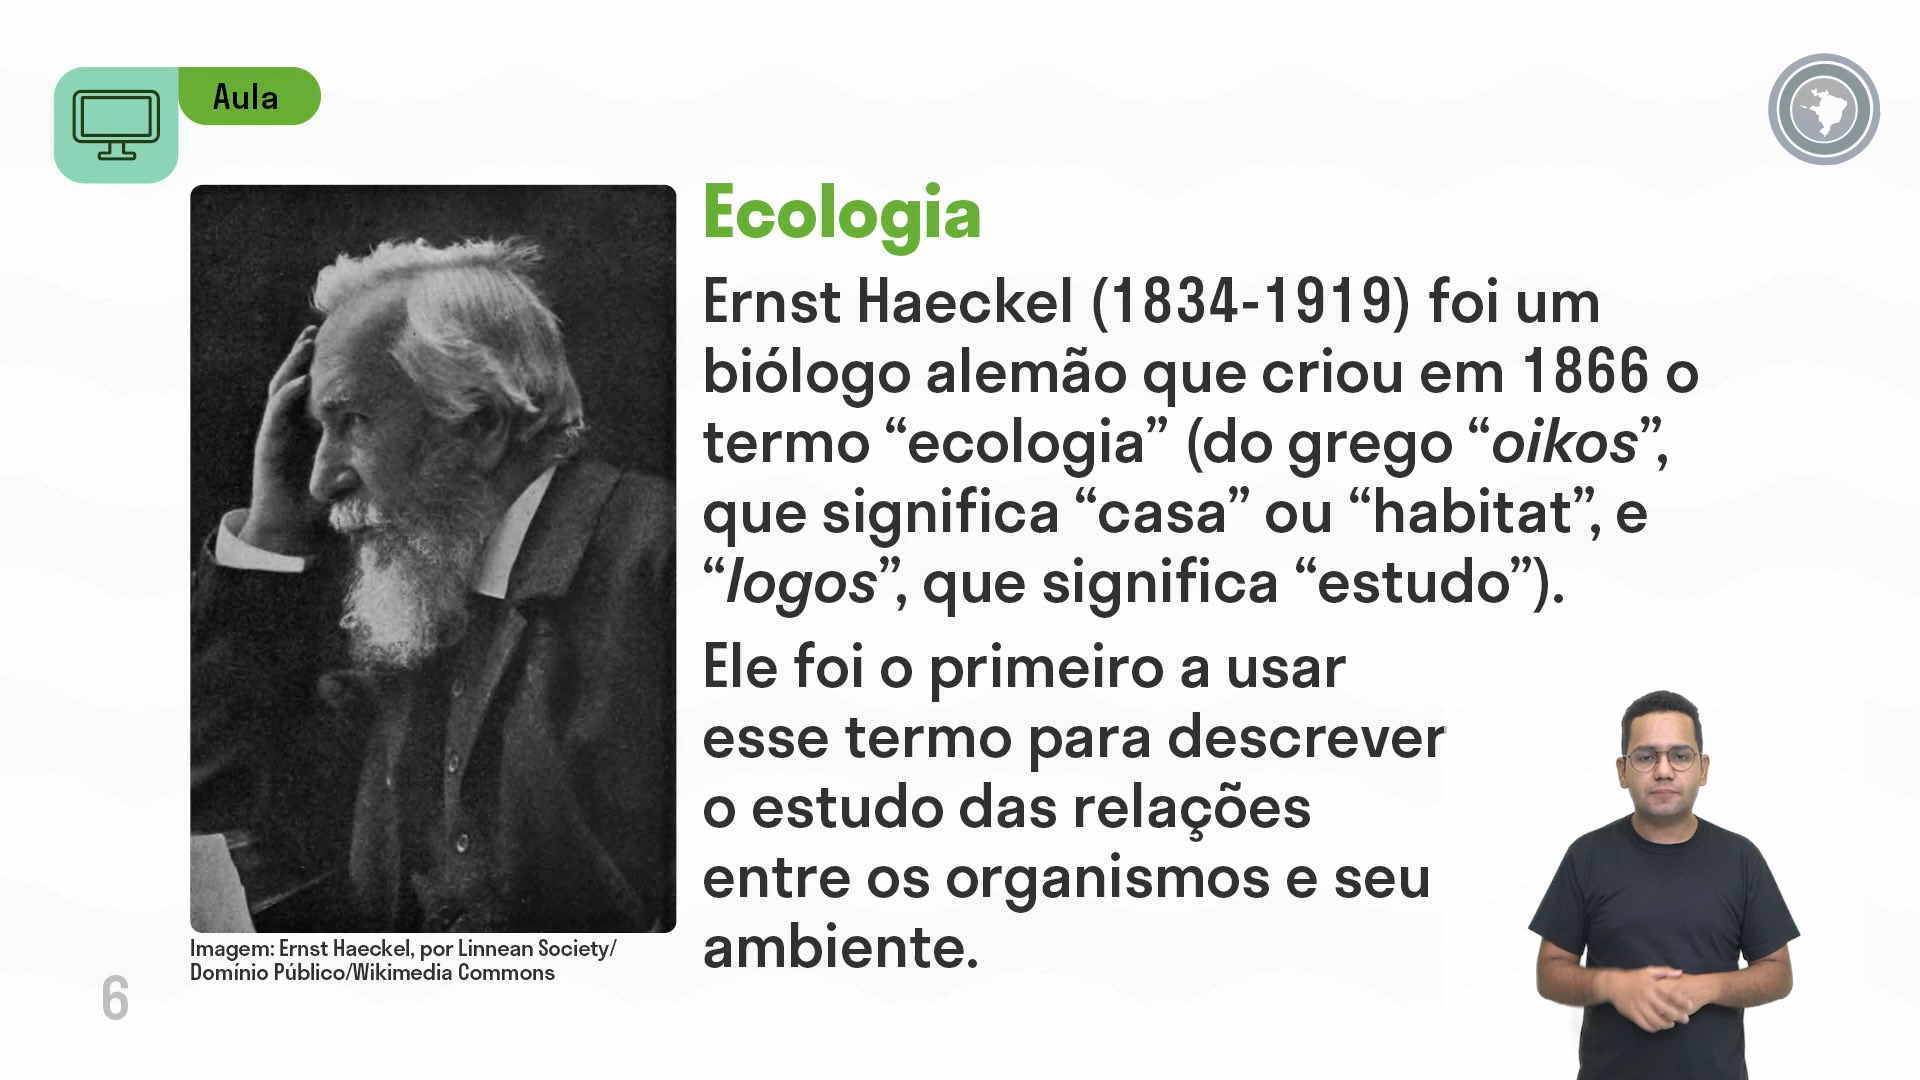 Aula
Ecologia
Ernst Haeckel (1834-1919) foi um
biólogo alemão que criou em 1866 o
termo “ecologia” (do grego “oikos”,
que significa “casa” ou “habitat”, e
“logos”, que significa “estudo”).
Ele foi o primeiro a usar
esse termo para descrever
o estudo das relações
entre os organismos e seu
ambiente.
Imagem: Ernst Haeckel, por Linnean Society/
Domínio Público/Wikimedia Commons
6